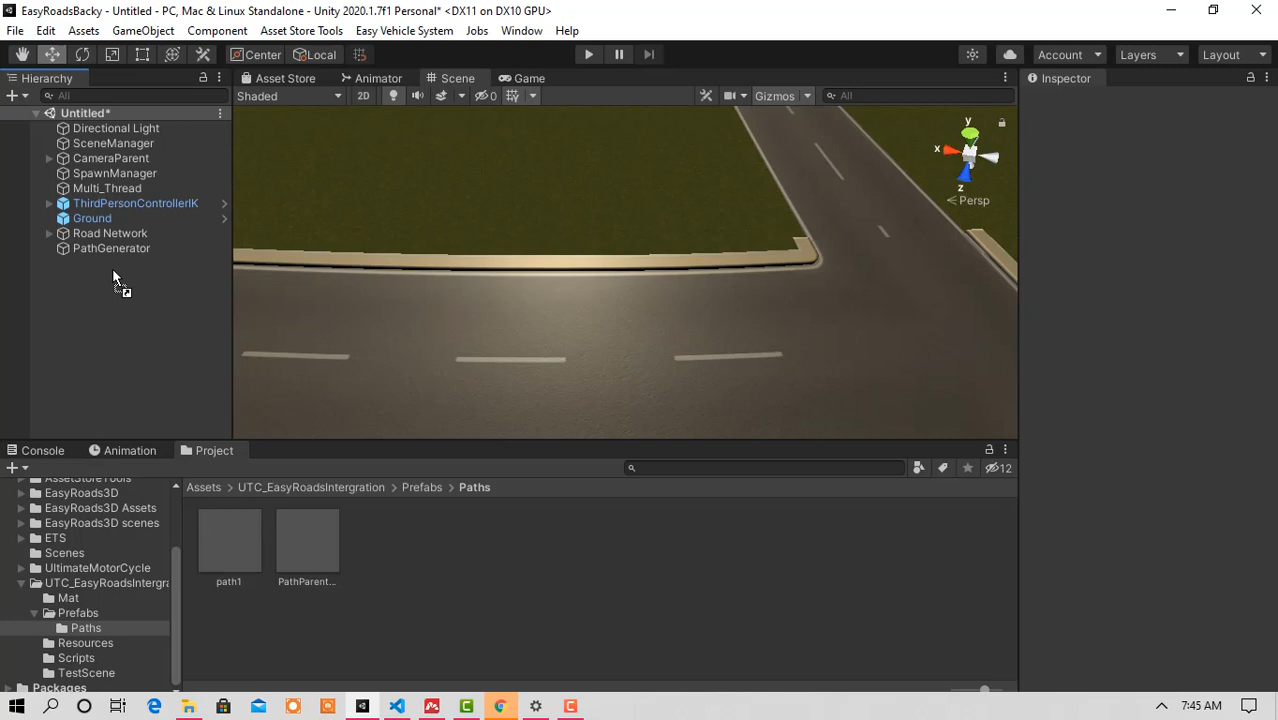 EasyRoadsBacky - Untitled - PC, Mac & Linux Standalone - Unity 2020.1.7f1 Personal* <DX11 on DX10 GPU>
File Edit Assets GameObject Component Asset Store Tools Easy Vehicle System Jobs Window Help
Center Local Account Layers Layout
Hierarchy Asset Store Animator Scene Game Inspector
All Shaded 2D 0 Gizmos All
Untitled*
Directional Light
SceneManager
CameraParent
SpawnManager
Multi_Thread
ThirdPersonControllerIK
Ground
Road Network
PathGenerator
y
x
z
Persp
Console Animation Project
12
AssetStoreTools
EasyRoads3D
EasyRoads3D Assets
EasyRoads3D scenes
ETS
Scenes
UltimateMotorCycle
UTC_EasyRoadsIntergra
Mat
Prefabs
Paths
Resources
Scripts
TestScene
Packages
Assets > UTC_EasyRoadsIntergration > Prefabs > Paths
path1 PathParent...
7:45 AM